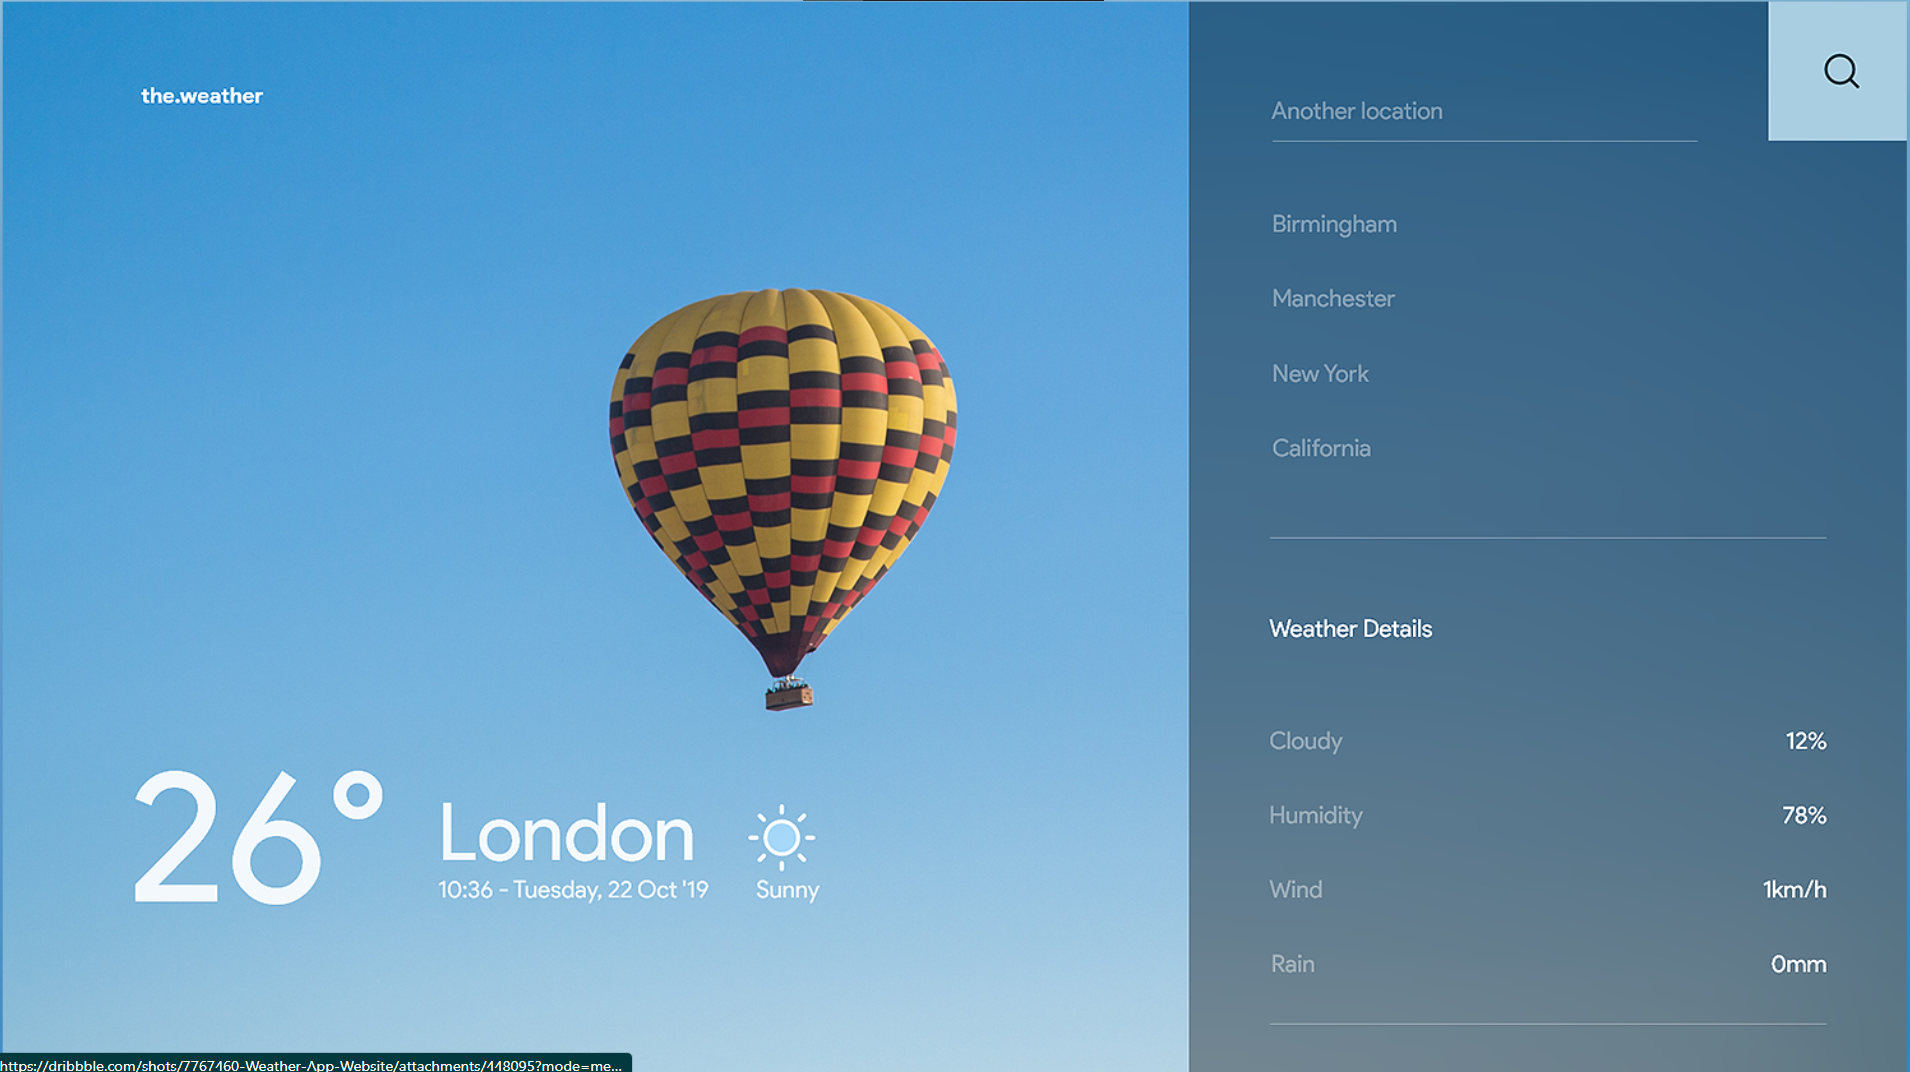 the.weather
26°
London
10:36 - Tuesday, 22 Oct '19
Sunny
Another location
Birmingham
Manchester
New York
California
Weather Details
Cloudy 12%
Humidity 78%
Wind 1km/h
Rain 0mm
https://dribbble.com/shots/7767460-Weather-App-Website/attachments/448095?mode=me...